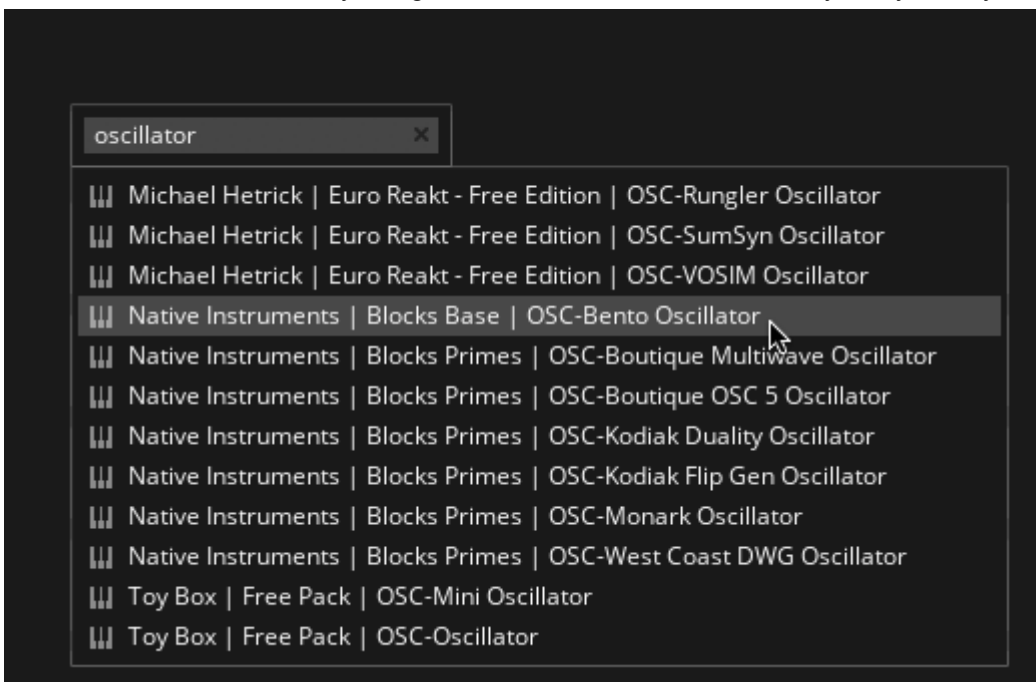 oscillator
Michael Hetrick | Euro Reakt - Free Edition | OSC-Rungler Oscillator
Michael Hetrick | Euro Reakt - Free Edition | OSC-SumSyn Oscillator
Michael Hetrick | Euro Reakt - Free Edition | OSC-VOSIM Oscillator
Native Instruments | Blocks Base | OSC-Bento Oscillator
Native Instruments | Blocks Primes | OSC-Boutique Multiwave Oscillator
Native Instruments | Blocks Primes | OSC-Boutique OSC 5 Oscillator
Native Instruments | Blocks Primes | OSC-Kodiak Duality Oscillator
Native Instruments | Blocks Primes | OSC-Kodiak Flip Gen Oscillator
Native Instruments | Blocks Primes | OSC-Monark Oscillator
Native Instruments | Blocks Primes | OSC-West Coast DWG Oscillator
Toy Box | Free Pack | OSC-Mini Oscillator
Toy Box | Free Pack | OSC-Oscillator